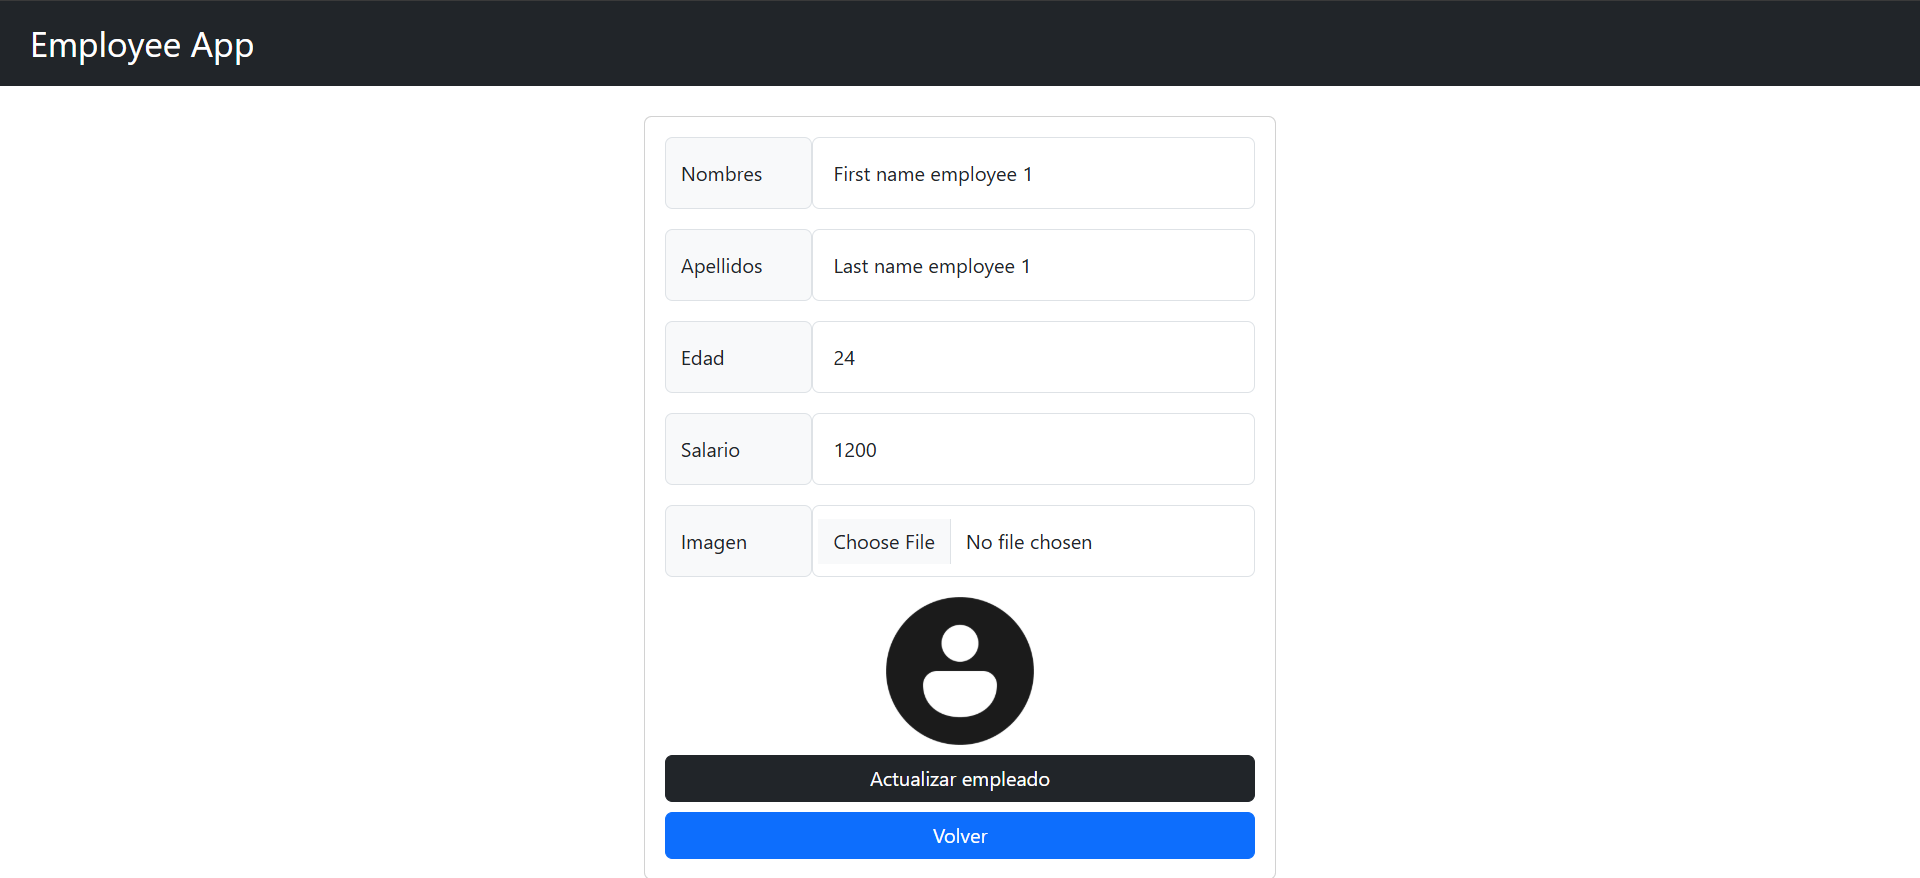 Employee App
Nombres First name employee 1
Apellidos Last name employee 1
Edad 24
Salario 1200
Imagen Choose File No file chosen
Actualizar empleado
Volver